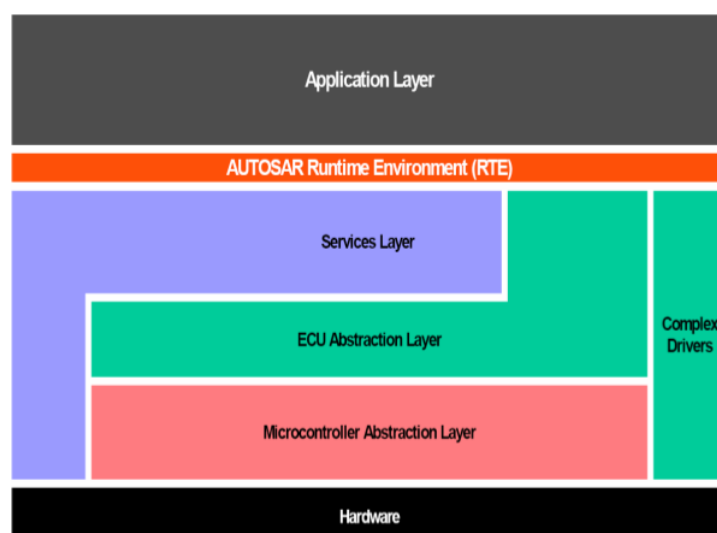 Application Layer
AUTOSAR Runtime Environment (RTE)
Services Layer
ECU Abstraction Layer
Complex
Drivers
Microcontroller Abstraction Layer
Hardware